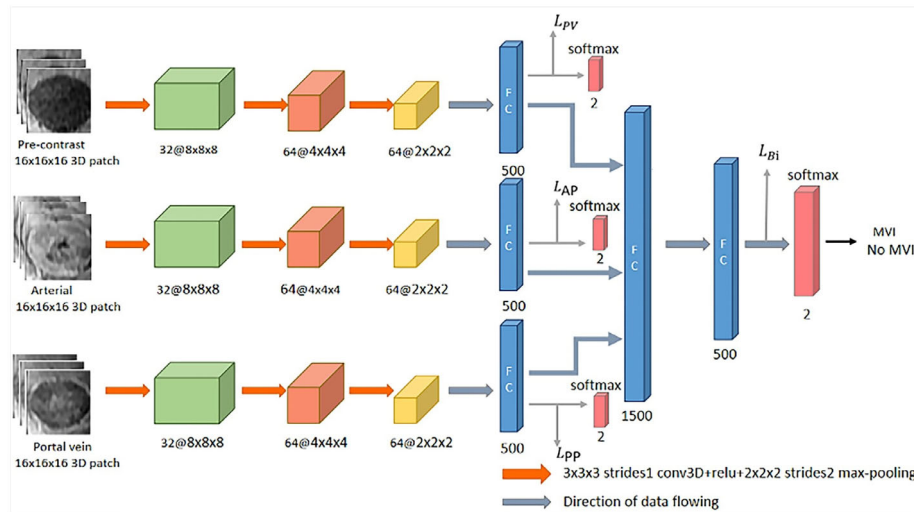 L_PV
softmax
2
FC
500
Pre-contrast
16x16x16 3D patch
32@8x8x8
64@4x4x4
64@2x2x2
L_AP
softmax
2
FC
500
Arterial
16x16x16 3D patch
32@8x8x8
64@4x4x4
64@2x2x2
FC
500
softmax
2
L_PP
Portal vein
16x16x16 3D patch
32@8x8x8
64@4x4x4
64@2x2x2
FC
1500
FC
500
L_Bi
softmax
2
MVI
No MVI
3x3x3 strides1 conv3D+relu+2x2x2 strides2 max-pooling
Direction of data flowing